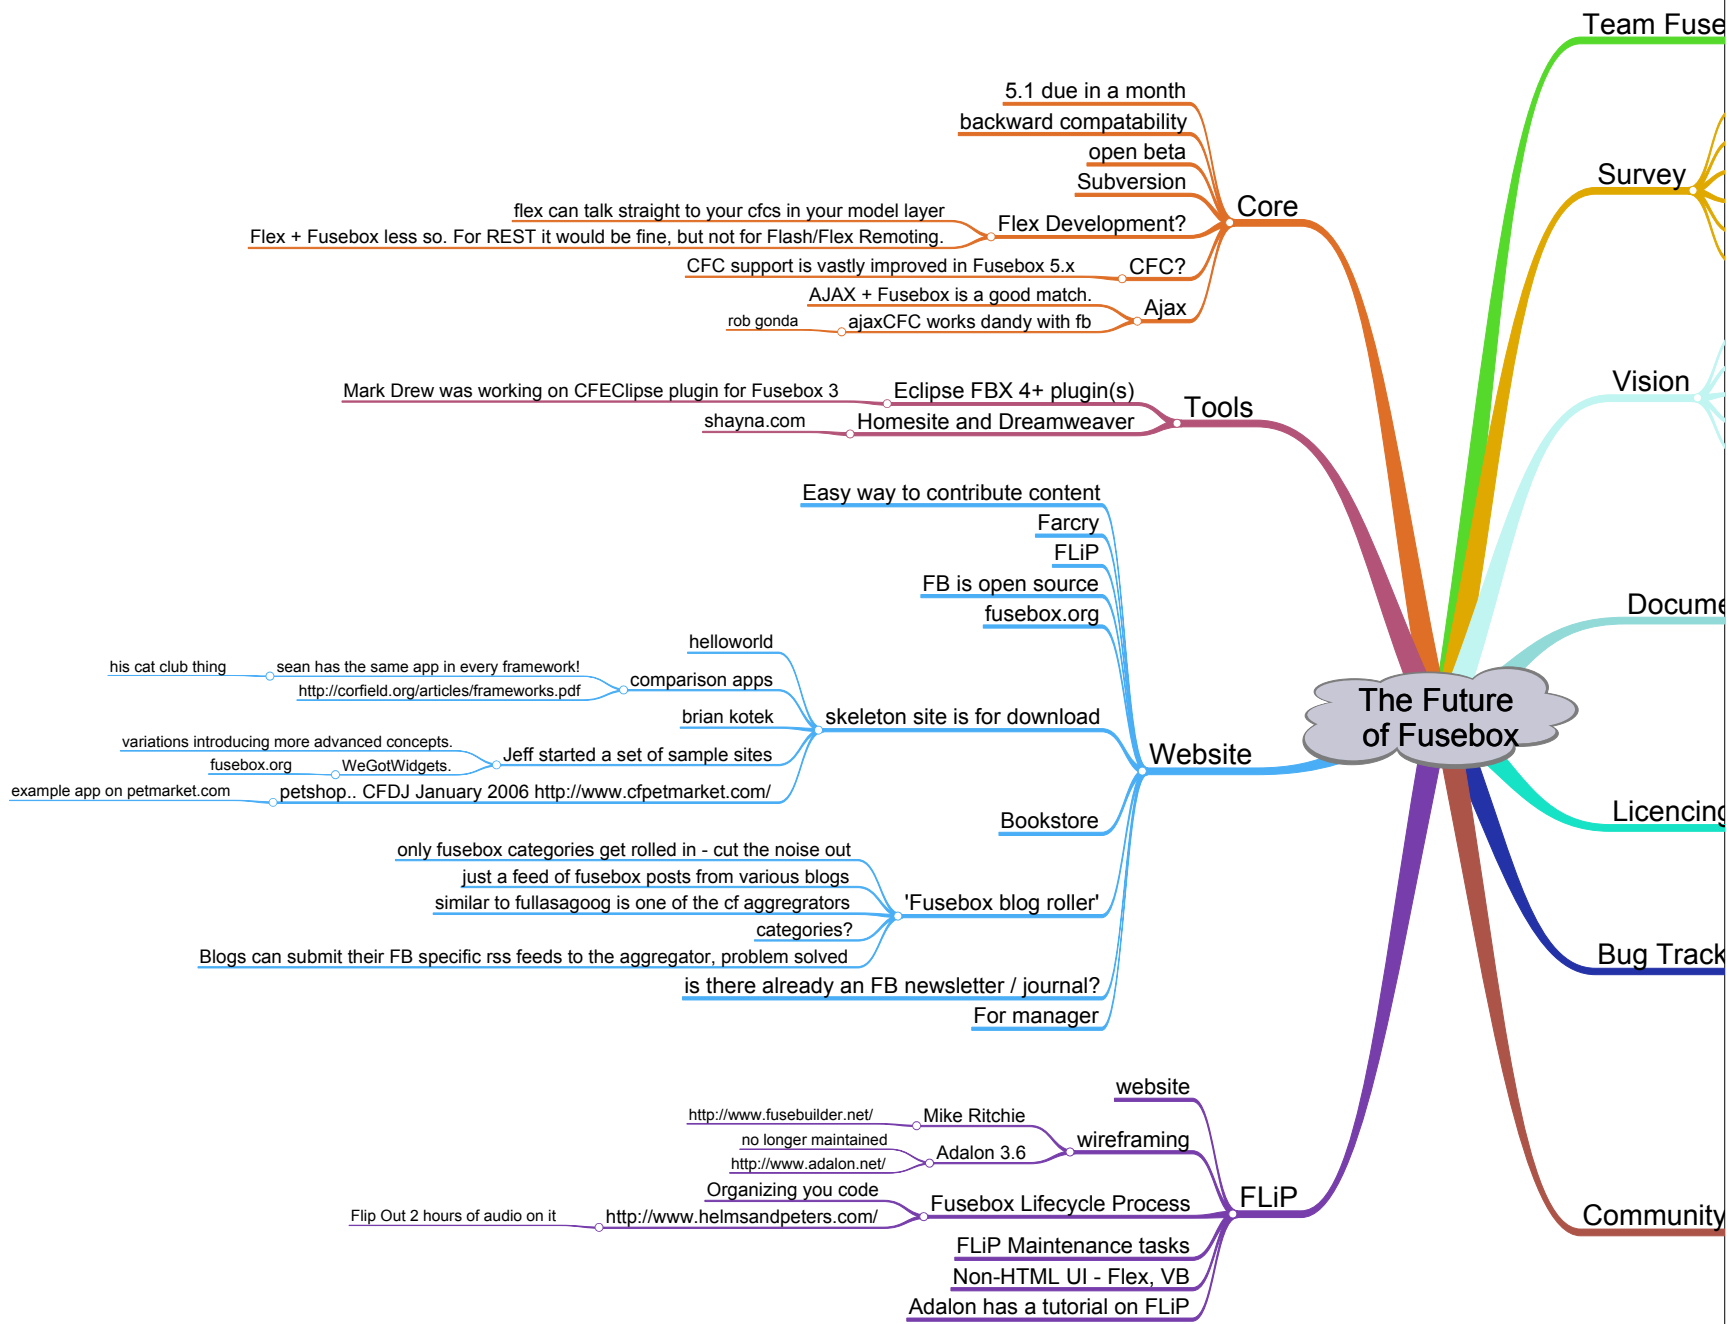 Team Fuse
5.1 due in a month
backward compatability
open beta
Subversion
Core
flex can talk straight to your cfcs in your model layer
Flex Development?
Flex + Fusebox less so. For REST it would be fine, but not for Flash/Flex Remoting.
CFC support is vastly improved in Fusebox 5.x
CFC?
AJAX + Fusebox is a good match.
Ajax
rob gonda
ajaxCFC works dandy with fb
Survey
Mark Drew was working on CFEClipse plugin for Fusebox 3
Eclipse FBX 4+ plugin(s)
Tools
shayna.com
Homesite and Dreamweaver
Vision
Easy way to contribute content
Farcry
FLiP
FB is open source
fusebox.org
helloworld
his cat club thing
sean has the same app in every framework!
comparison apps
http://corfield.org/articles/frameworks.pdf
brian kotek
skeleton site is for download
variations introducing more advanced concepts.
Jeff started a set of sample sites
fusebox.org
WeGotWidgets.
example app on petmarket.com
petshop.. CFDJ January 2006 http://www.cfpetmarket.com/
Website
Bookstore
only fusebox categories get rolled in - cut the noise out
just a feed of fusebox posts from various blogs
similar to fullasagoog is one of the cf aggregrators
'Fusebox blog roller'
categories?
Blogs can submit their FB specific rss feeds to the aggregator, problem solved
is there already an FB newsletter / journal?
For manager
Docume
The Future
of Fusebox
Licencing
Bug Track
website
http://www.fusebuilder.net/
Mike Ritchie
wireframing
no longer maintained
Adalon 3.6
http://www.adalon.net/
Organizing you code
Fusebox Lifecycle Process
FLiP
Flip Out 2 hours of audio on it
http://www.helmsandpeters.com/
FLiP Maintenance tasks
Non-HTML UI - Flex, VB
Adalon has a tutorial on FLiP
Community